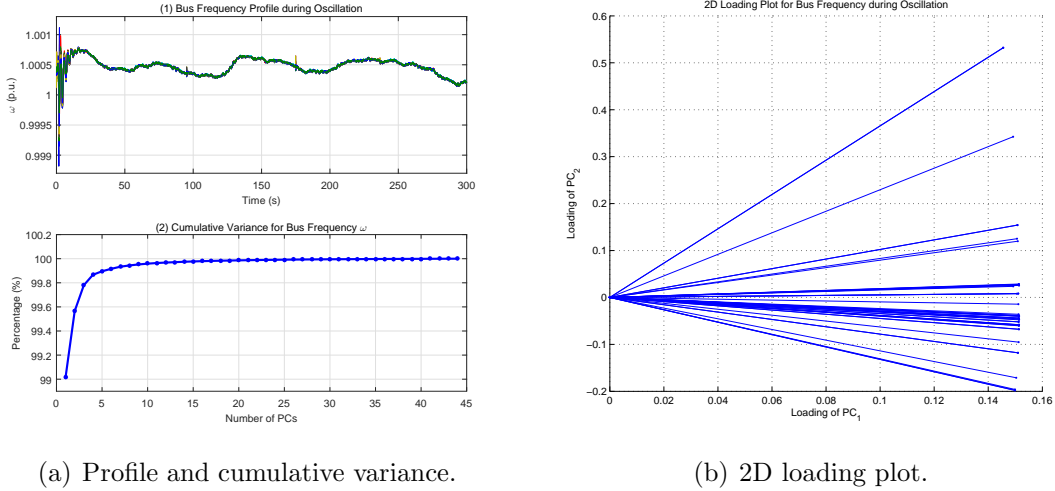 (1) Bus Frequency Profile during Oscillation
1.001
1.0005
1
0.9995
0.999
ω (p.u.)
0 50 100 150 200 250 300
Time (s)
(2) Cumulative Variance for Bus Frequency ω
100.2
100
99.8
99.6
99.4
99.2
99
Percentage (%)
0 5 10 15 20 25 30 35 40 45
Number of PCs
(a) Profile and cumulative variance.
2D Loading Plot for Bus Frequency during Oscillation
0.6
0.5
0.4
0.3
0.2
0.1
0
−0.1
−0.2
Loading of PC2
0 0.02 0.04 0.06 0.08 0.1 0.12 0.14 0.16
Loading of PC1
(b) 2D loading plot.